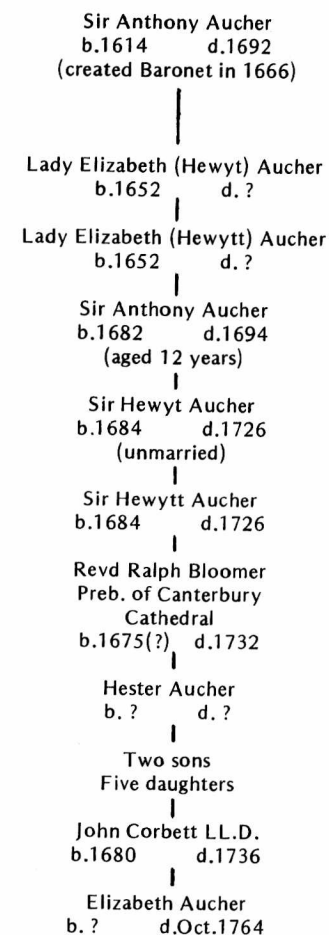 Sir Anthony Aucher
b.1614 d.1692
(created Baronet in 1666)
Lady Elizabeth (Hewyt) Aucher
b.1652 d. ?
Lady Elizabeth (Hewytt) Aucher
b.1652 d. ?
Sir Anthony Aucher
b.1682 d.1694
(aged 12 years)
Sir Hewyt Aucher
b.1684 d.1726
(unmarried)
Sir Hewytt Aucher
b.1684 d.1726
Revd Ralph Bloomer
Preb. of Canterbury
Cathedral
b.1675(?) d.1732
Hester Aucher
b. ? d. ?
Two sons
Five daughters
John Corbett LL.D.
b.1680 d.1736
Elizabeth Aucher
b. ? d.Oct.1764